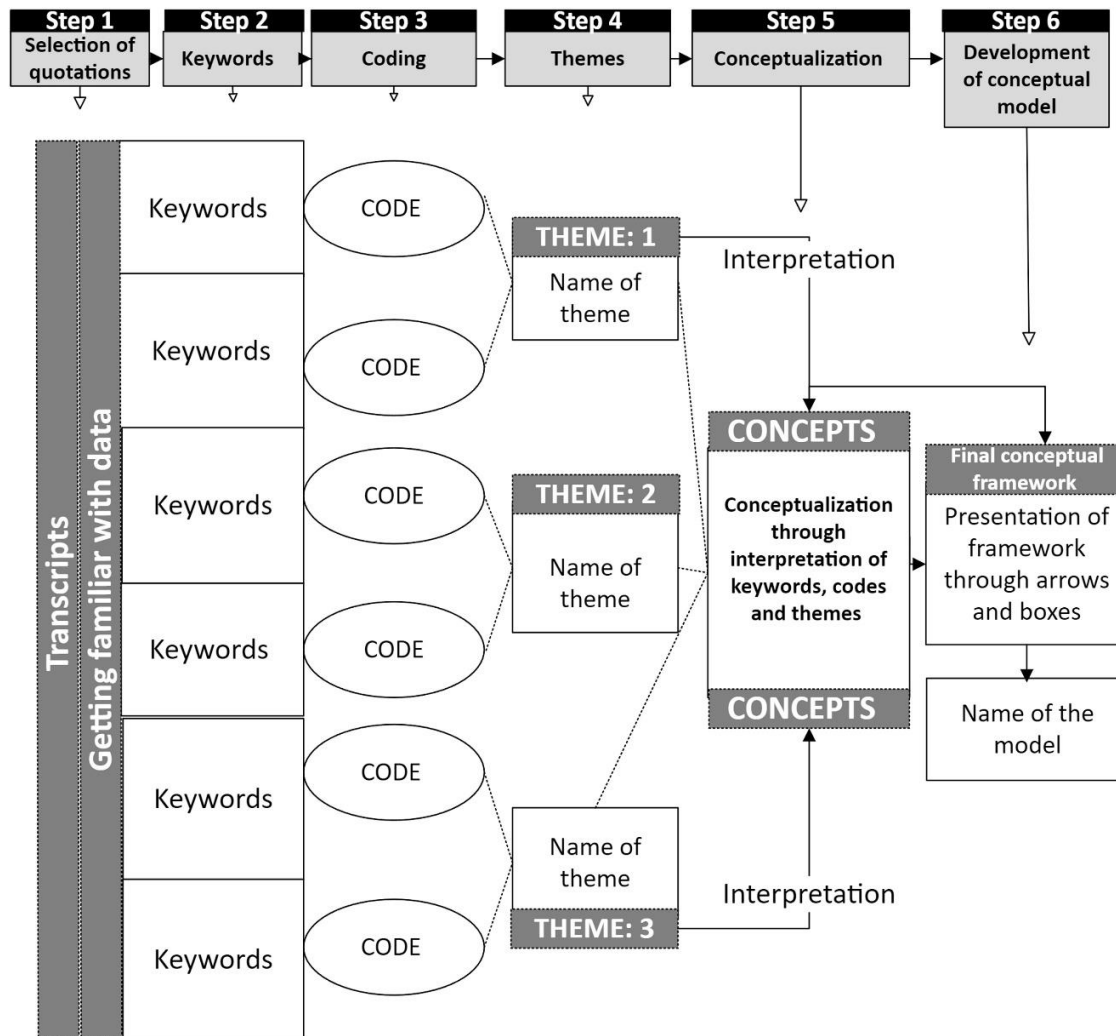 Step 1
Selection of
quotations
Step 2
Keywords
Step 3
Coding
Step 4
Themes
Step 5
Conceptualization
Step 6
Development
of conceptual
model
Transcripts
Getting familiar with data
Keywords
Keywords
Keywords
Keywords
Keywords
Keywords
CODE
CODE
CODE
CODE
CODE
CODE
THEME: 1
Name of
theme
THEME: 2
Name of
theme
Name of
theme
THEME: 3
Interpretation
CONCEPTS
Conceptualization
through
interpretation of
keywords, codes
and themes
CONCEPTS
Interpretation
Final conceptual
framework
Presentation of
framework
through arrows
and boxes
Name of the
model